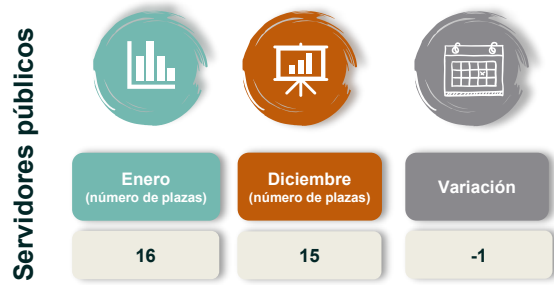 Servidores públicos
Enero
(número de plazas)
Diciembre
(número de plazas)
Variación
16
15
-1